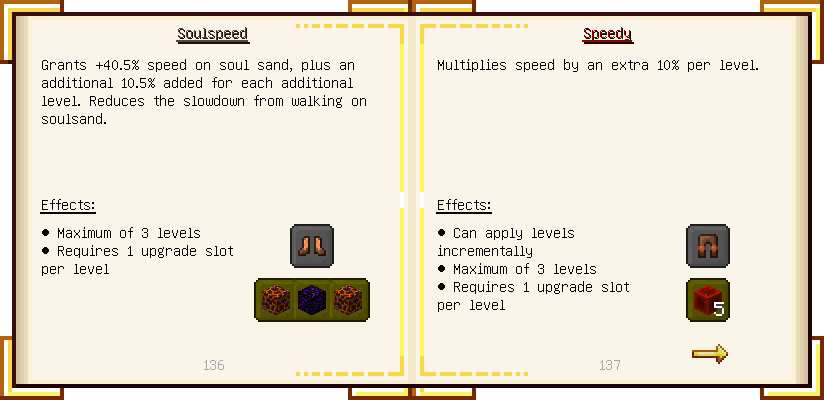 Soulspeed
Grants +40.5% speed on soul sand, plus an
additional 10.5% added for each additional
level. Reduces the slowdown from walking on
soulsand.
Effects:
• Maximum of 3 levels
• Requires 1 upgrade slot
per level
136
Speedy
Multiplies speed by an extra 10% per level.
Effects:
• Can apply levels
incrementally
• Maximum of 3 levels
• Requires 1 upgrade slot
per level
5
137